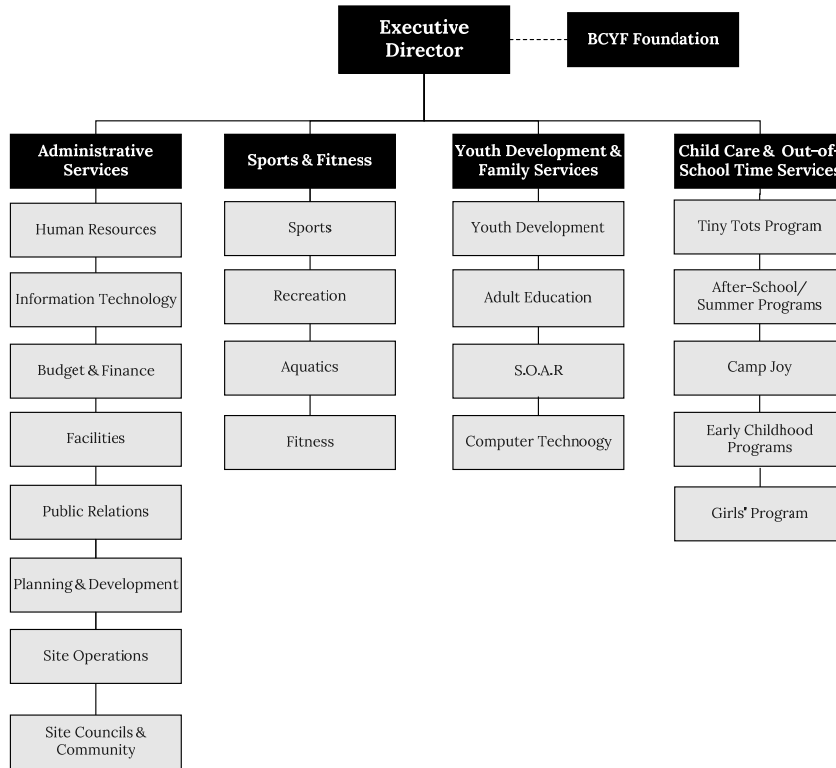 Executive
Director
BCYF Foundation
Administrative
Services
Human Resources
Information Technology
Budget & Finance
Facilities
Public Relations
Planning & Development
Site Operations
Site Councils &
Community
Sports & Fitness
Sports
Recreation
Aquatics
Fitness
Youth Development &
Family Services
Youth Development
Adult Education
S.O.A.R
Computer Technoogy
Child Care & Out-of-
School Time Services
Tiny Tots Program
After-School/
Summer Programs
Camp Joy
Early Childhood
Programs
Girls' Program